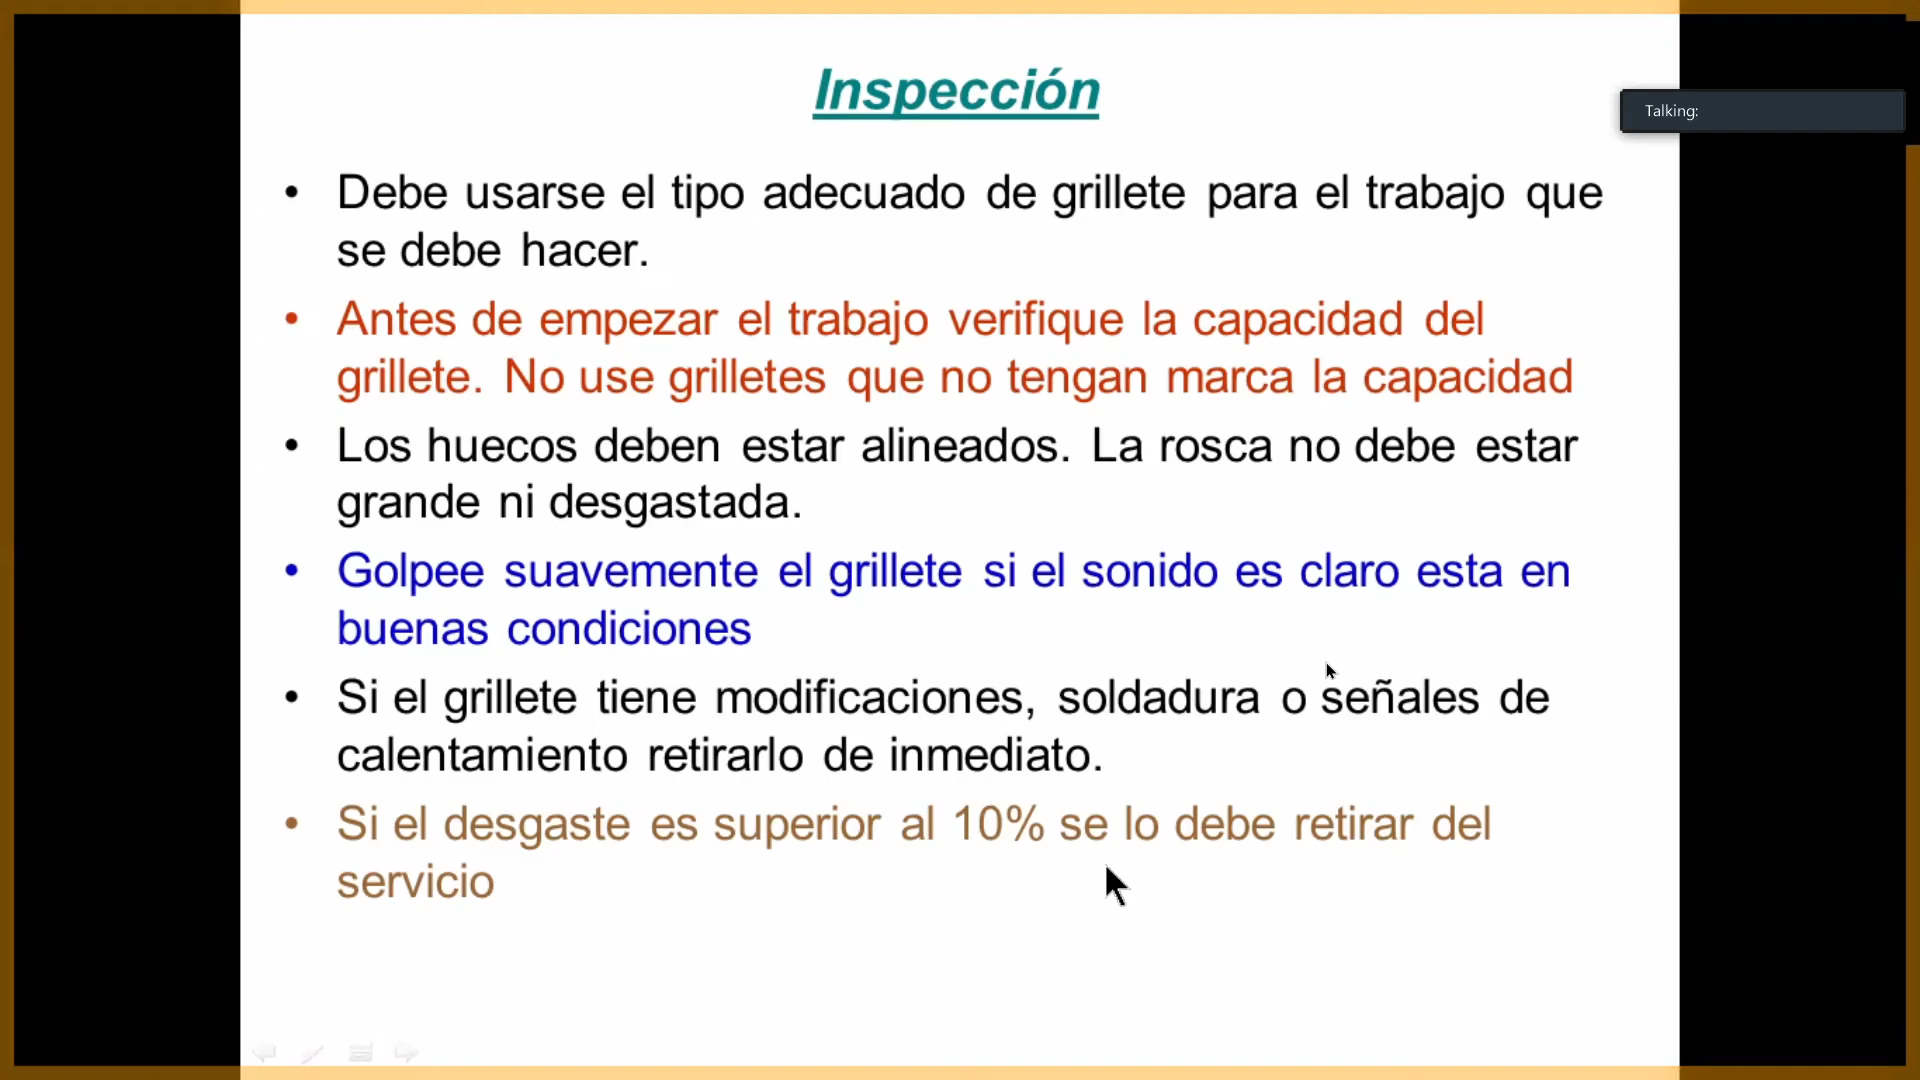 Inspección
Talking:
• Debe usarse el tipo adecuado de grillete para el trabajo que
se debe hacer.
• Antes de empezar el trabajo verifique la capacidad del
grillete. No use grilletes que no tengan marca la capacidad
• Los huecos deben estar alineados. La rosca no debe estar
grande ni desgastada.
• Golpee suavemente el grillete si el sonido es claro esta en
buenas condiciones
• Si el grillete tiene modificaciones, soldadura o señales de
calentamiento retirarlo de inmediato.
• Si el desgaste es superior al 10% se lo debe retirar del
servicio